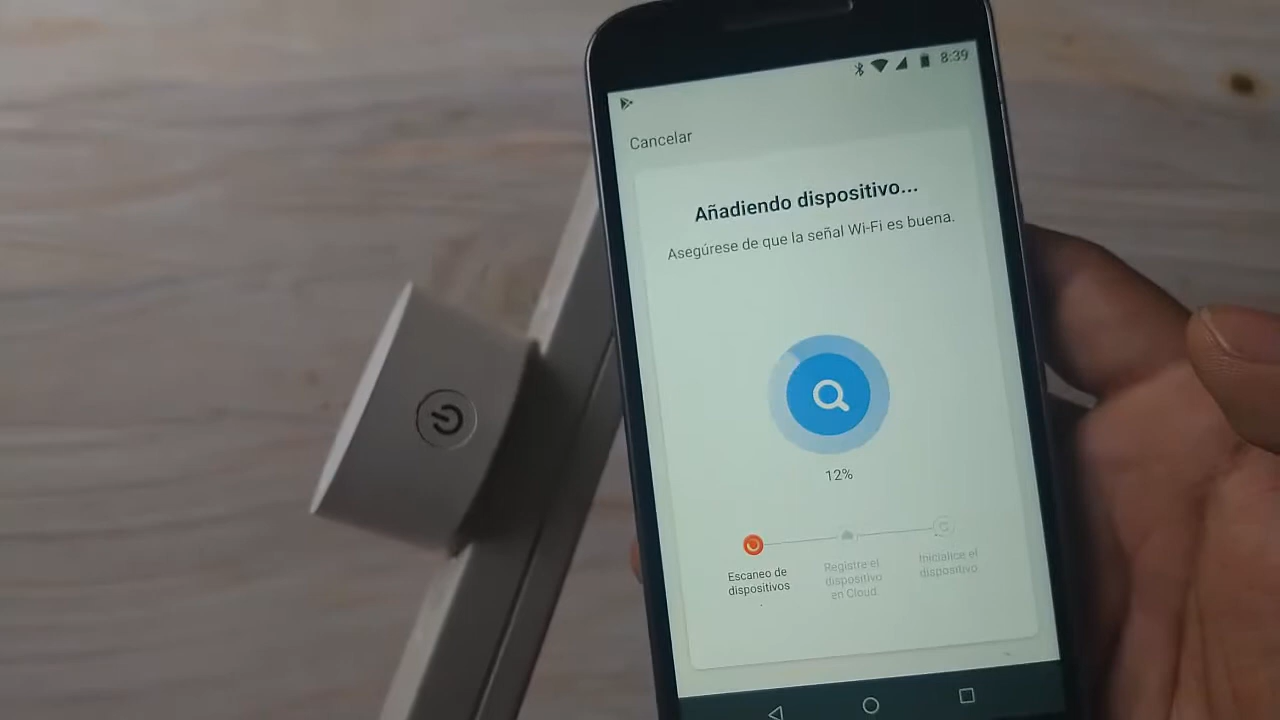 8:39
Cancelar
Añadiendo dispositivo...
Asegúrese de que la señal Wi-Fi es buena.
12%
Escaneo de
dispositivos
Registre el
dispositivo
en Cloud.
Inicialice el
dispositivo.